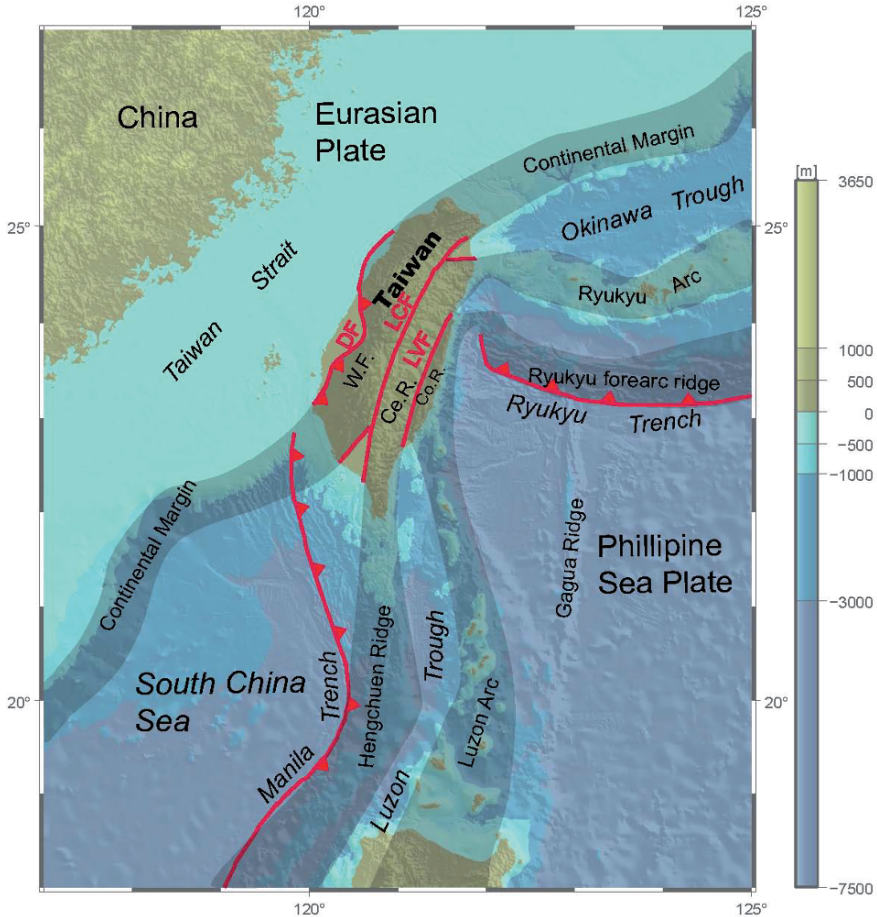 120°
125°
China
Eurasian
Plate
Continental Margin
[m]
3650
Okinawa Trough
25°
25°
Taiwan
Strait
Taiwan
Ryukyu Arc
LCF
DF
1000
W.F.
LVF
500
Ryukyu forearc ridge
Ce.R.
Co.R.
0
Ryukyu
Trench
−500
−1000
Continental Margin
Gagua Ridge
Phillipine
Sea Plate
−3000
Hengchuen Ridge
Trough
South China
Sea
Trench
20°
20°
Luzon Arc
Manila
Luzon
−7500
120°
125°